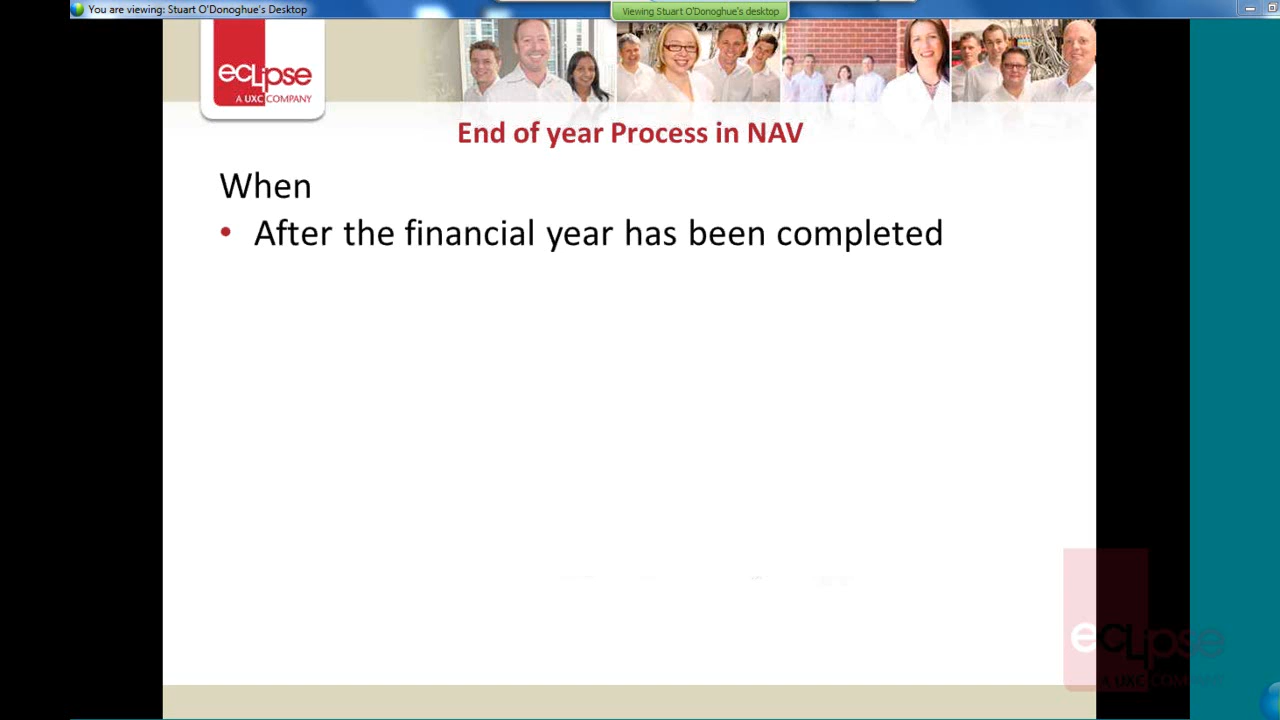 You are viewing: Stuart O'Donoghue's Desktop
Viewing Stuart O'Donoghue's desktop
eclipse
A UXC COMPANY
End of year Process in NAV
When
• After the financial year has been completed
eclipse
A UXC COMPANY